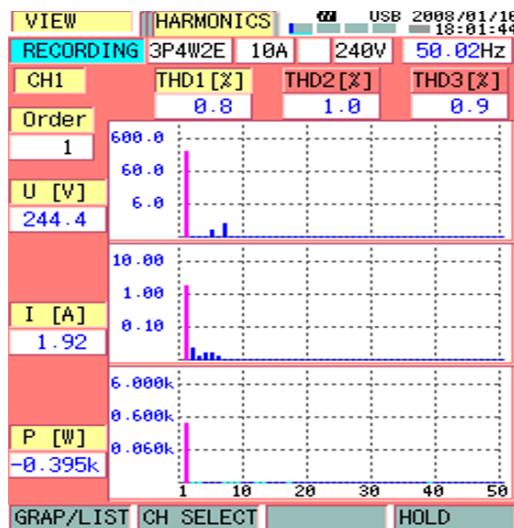 VIEW HARMONICS USB 2008/01/16
18:01:44
RECORDING 3P4W2E 10A 240V 50.02Hz
CH1 THD1[%] THD2[%] THD3[%]
0.8 1.0 0.9
Order
1
600.0
60.0
6.0
U [V]
244.4
10.00
1.00
0.10
I [A]
1.92
6.000k
0.600k
0.060k
P [W]
-0.395k
1 10 20 30 40 50
GRAP/LIST CH SELECT HOLD